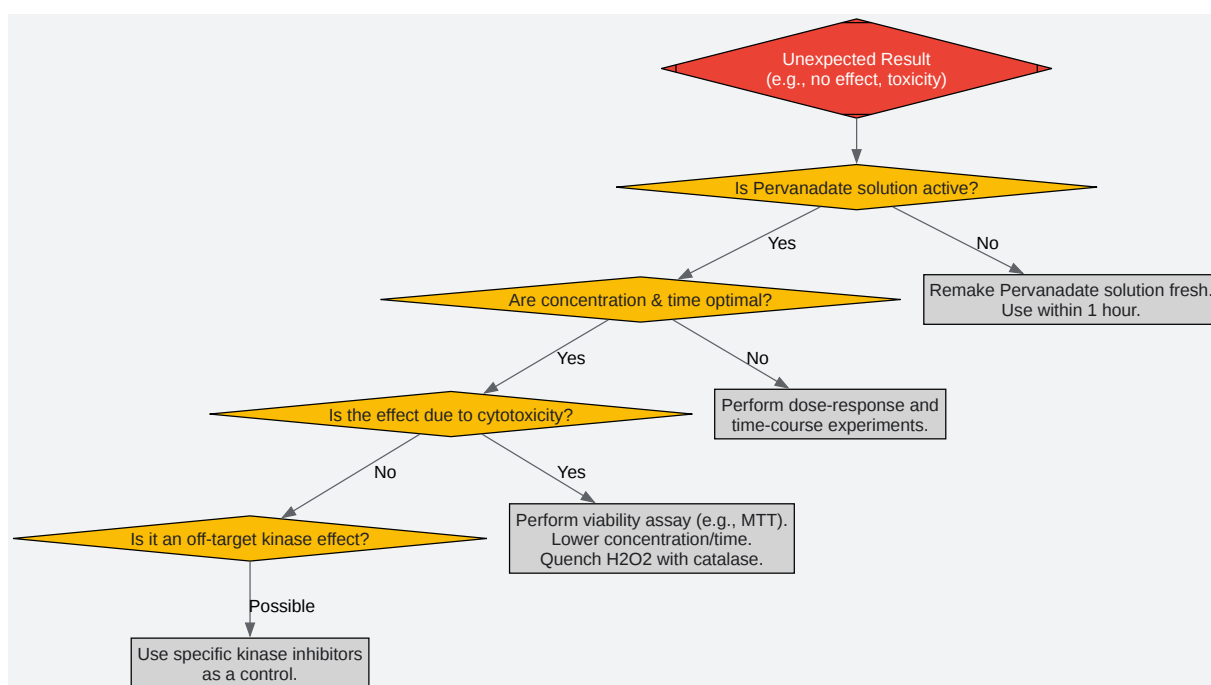 Unexpected Result
(e.g., no effect, toxicity)
Is Pervanadate solution active?
Yes
No
Are concentration & time optimal?
Remake Pervanadate solution fresh.
Use within 1 hour.
Yes
No
Is the effect due to cytotoxicity?
Perform dose-response and
time-course experiments.
No
Yes
Is it an off-target kinase effect?
Perform viability assay (e.g., MTT).
Lower concentration/time.
Quench H2O2 with catalase.
Possible
Use specific kinase inhibitors
as a control.